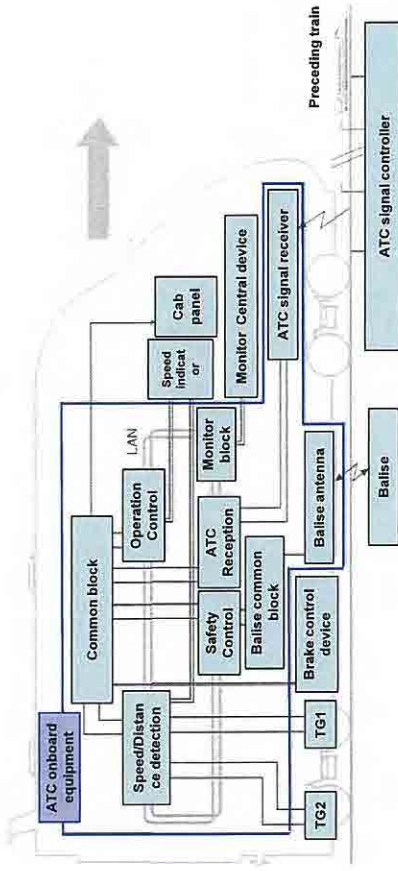 ATC onboard
equipment
Common block
Speed/Distan
ce detection
Operation
Control
LAN
Speed
indicat
or
Cab
panel
Safety
Control
ATC
Reception
Monitor
block
Monitor Central device
Balise common
block
ATC signal receiver
TG2
TG1
Brake control
device
Balise antenna
Preceding train
Balise
ATC signal controller